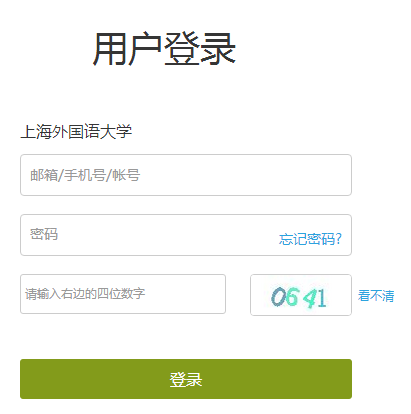 用户登录
上海外国语大学
邮箱/手机号/帐号
密码
忘记密码?
请输入右边的四位数字
0641
看不清
登录